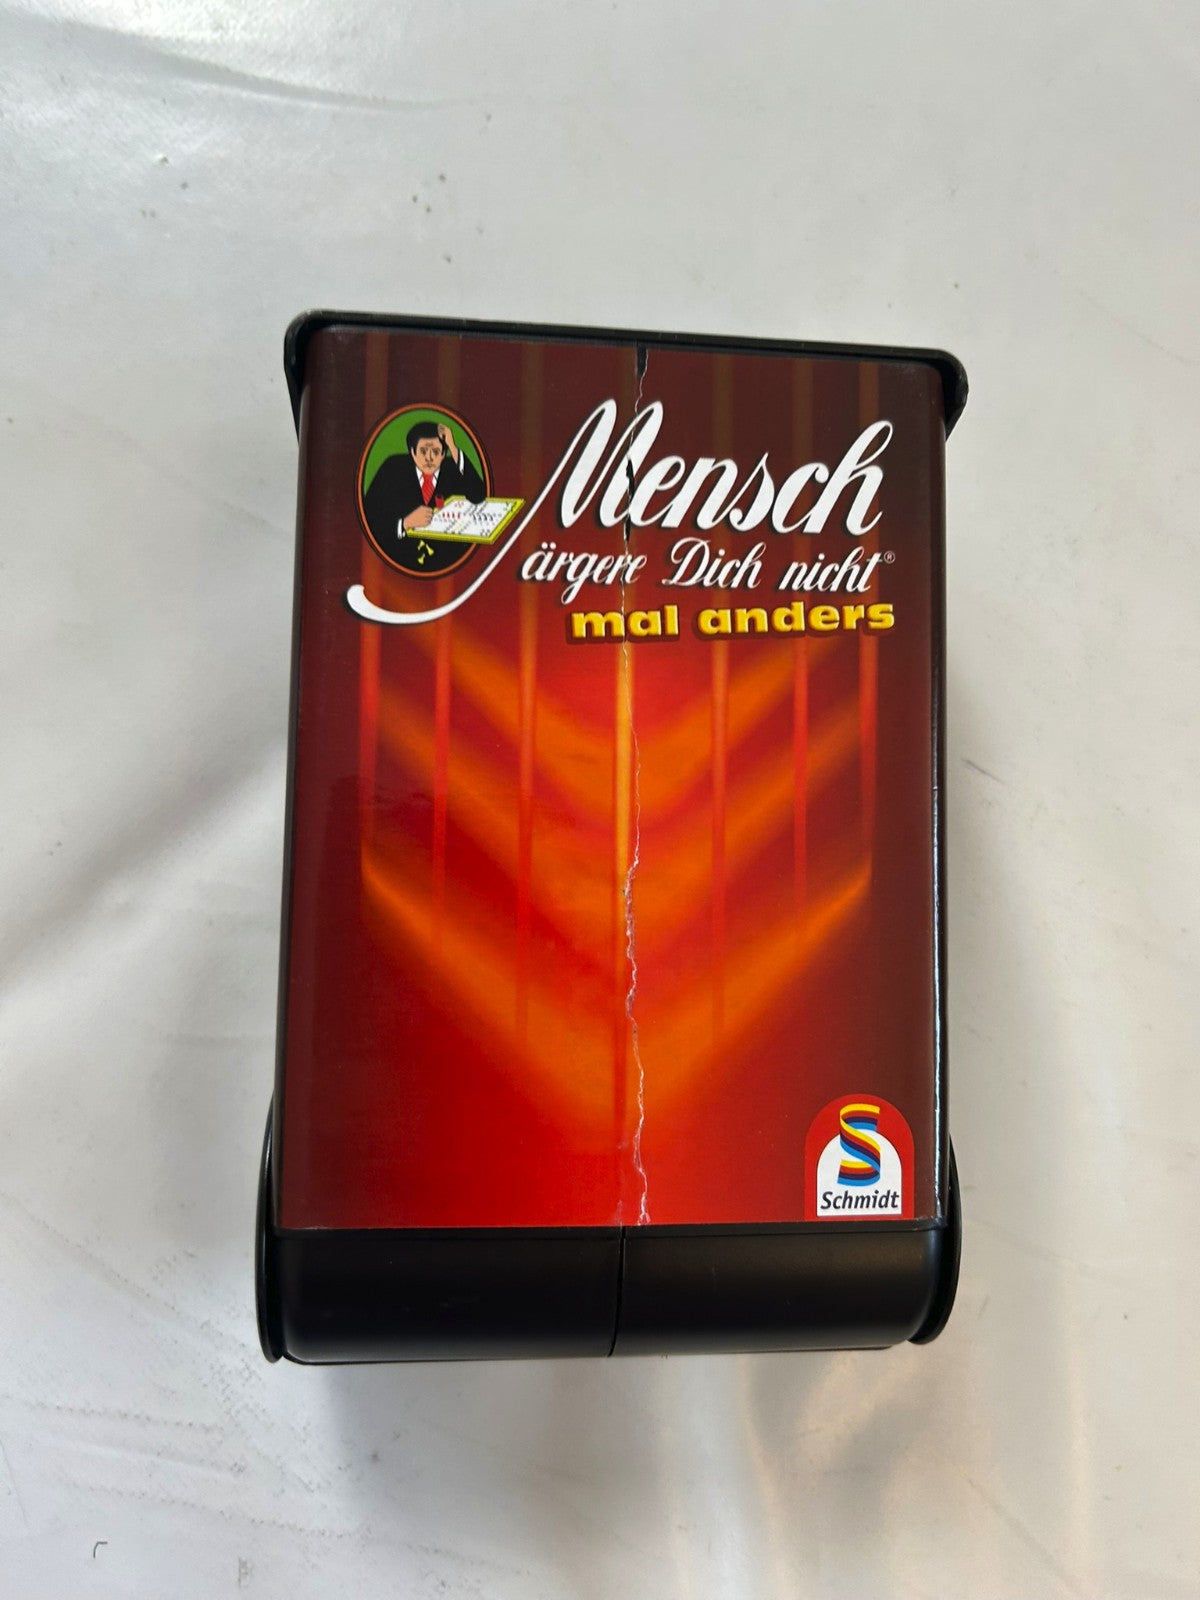 Mensch
ärgere Dich nicht®
mal anders
Schmidt